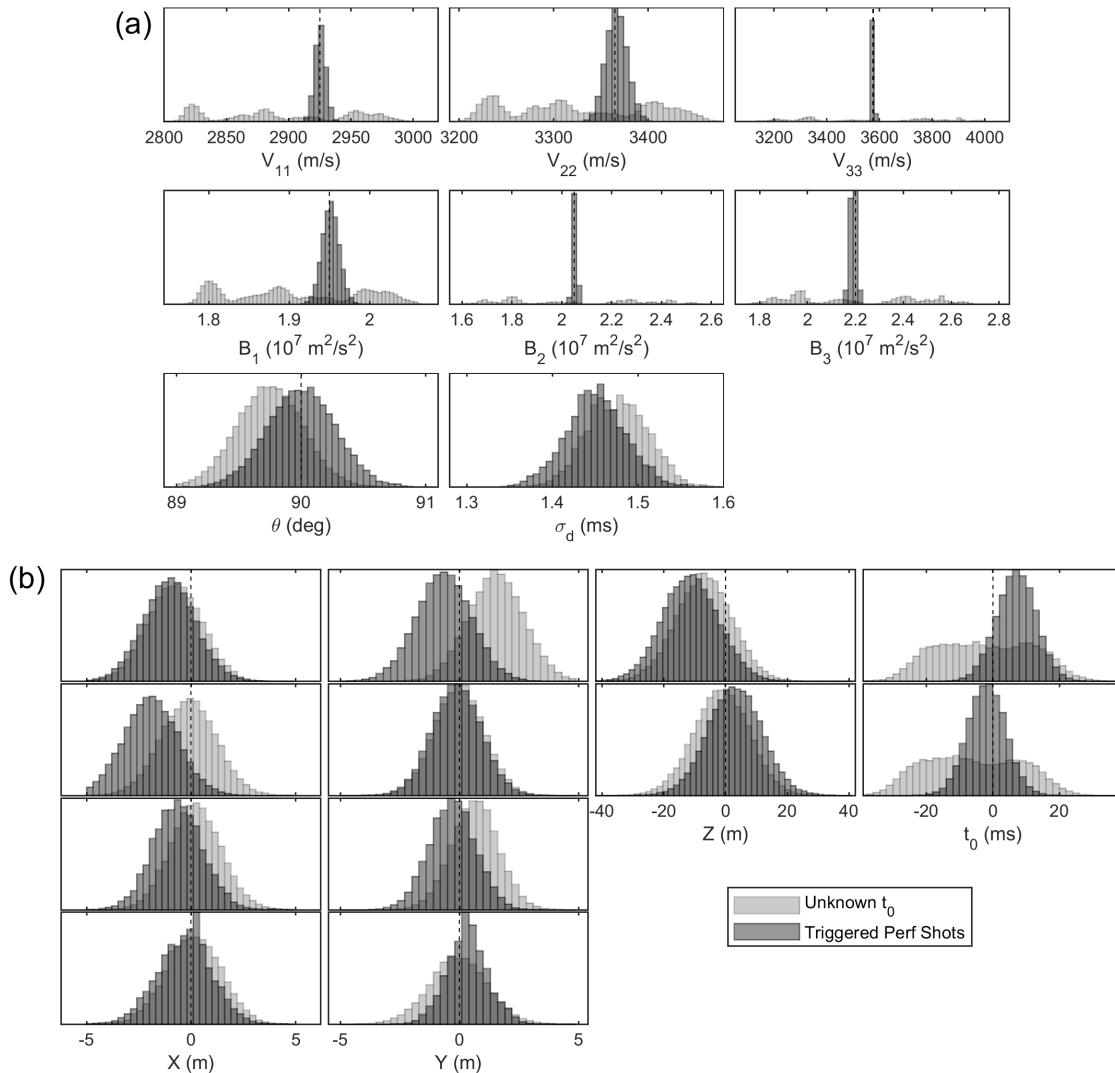 (a)
2800 2850 2900 2950 3000
V11 (m/s)
3200 3300 3400
V22 (m/s)
3200 3400 3600 3800 4000
V33 (m/s)
1.8 1.9 2
B1 (10^7 m^2/s^2)
1.6 1.8 2 2.2 2.4 2.6
B2 (10^7 m^2/s^2)
1.8 2 2.2 2.4 2.6 2.8
B3 (10^7 m^2/s^2)
89 90 91
θ (deg)
1.3 1.4 1.5 1.6
σd (ms)
(b)
-40 -20 0 20 40
Z (m)
-20 0 20
t0 (ms)
Unknown t0
Triggered Perf Shots
-5 0 5
X (m)
-5 0 5
Y (m)